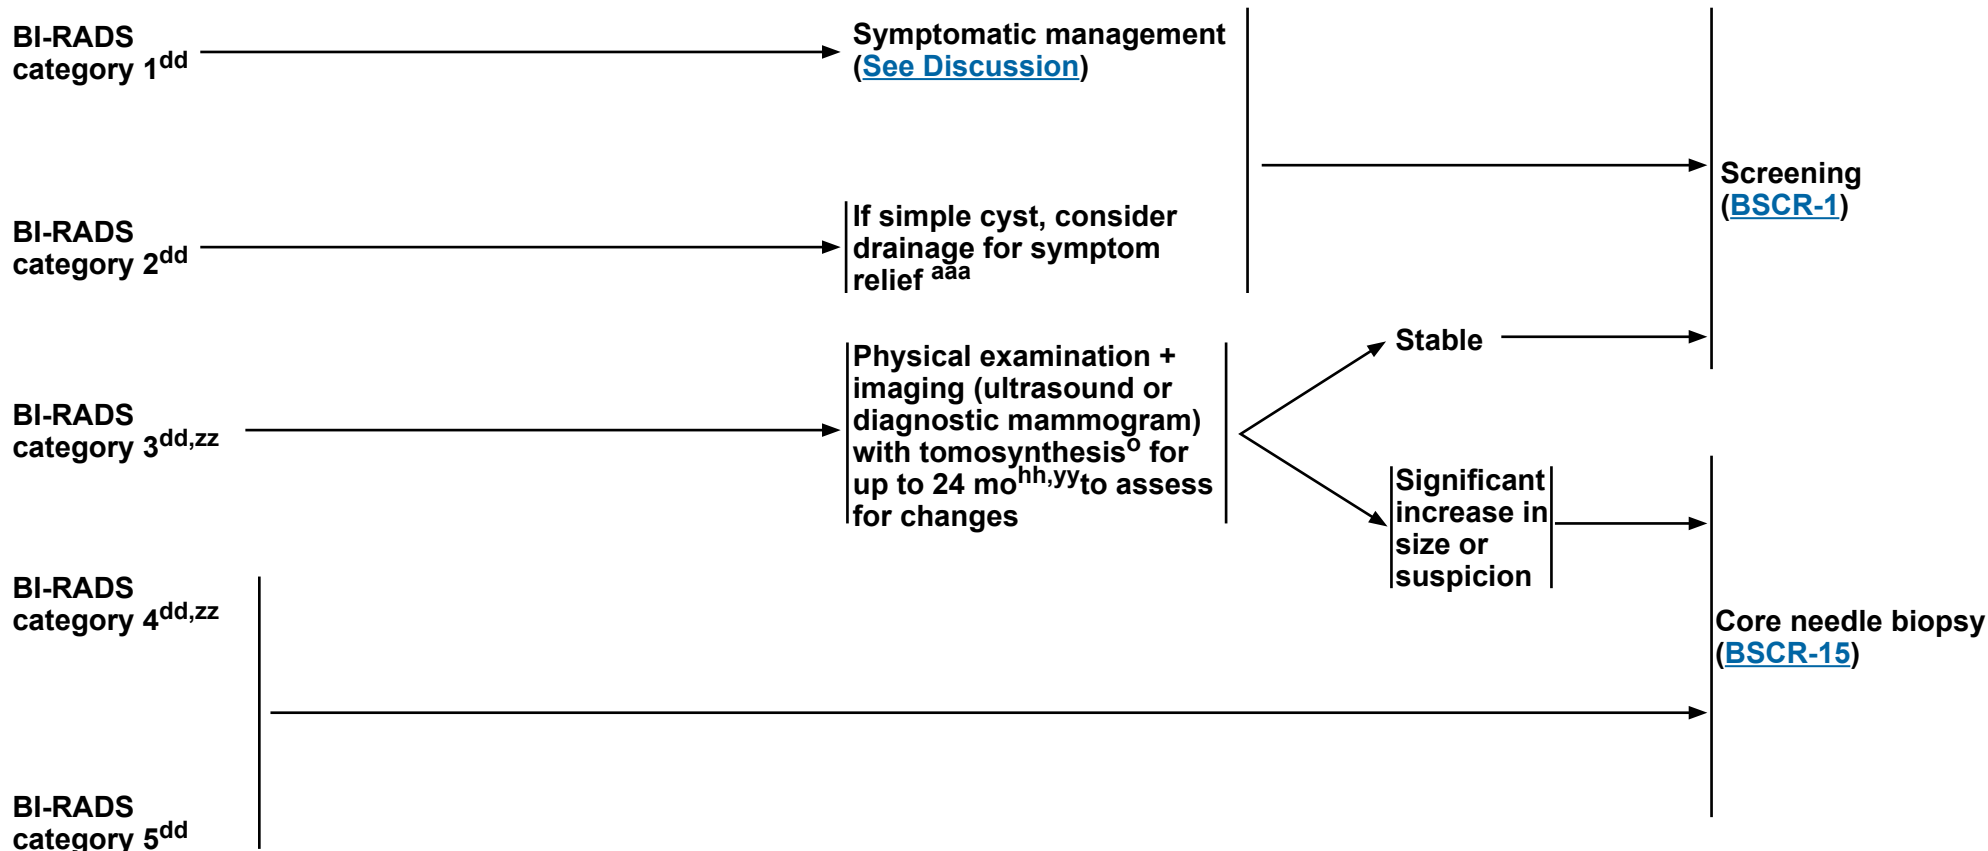 BI-RADS
category 1dd
Symptomatic management
(See Discussion)
BI-RADS
category 2dd
If simple cyst, consider
drainage for symptom
relief aaa
Screening
(BSCR-1)
BI-RADS
category 3dd,zz
Physical examination +
imaging (ultrasound or
diagnostic mammogram)
with tomosynthesiso for
up to 24 mohh,yyto assess
for changes
Stable
Significant
increase in
size or
suspicion
BI-RADS
category 4dd,zz
Core needle biopsy
(BSCR-15)
BI-RADS
category 5dd